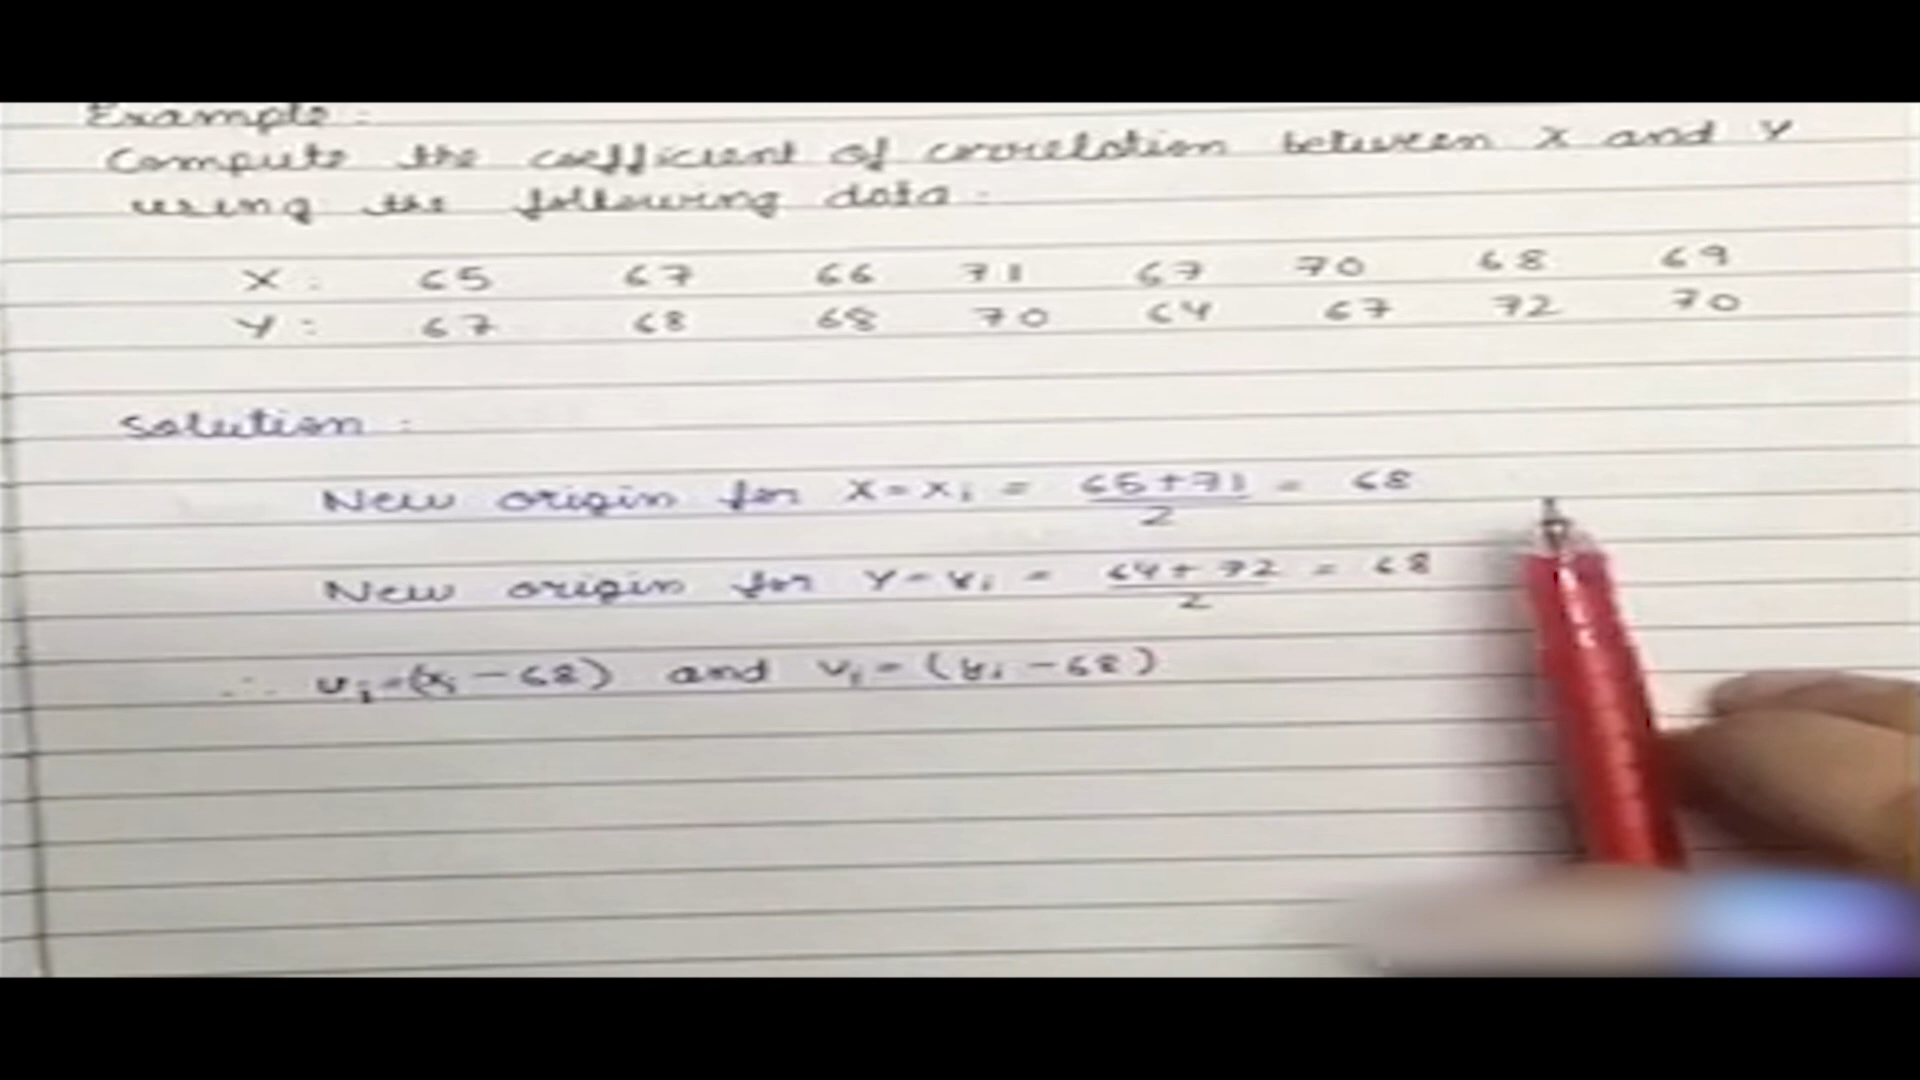 Example:
Compute the coefficient of correlation between X and Y
using the following data.
X: 65 67 66 71 67 70 68 69
Y: 67 68 68 70 64 67 72 70
Solution:
New origin for X = xᵢ = (65+71)/2 = 68
New origin for Y = yᵢ = (64+72)/2 = 68
∴ uᵢ = (xᵢ - 68) and vᵢ = (yᵢ - 68)